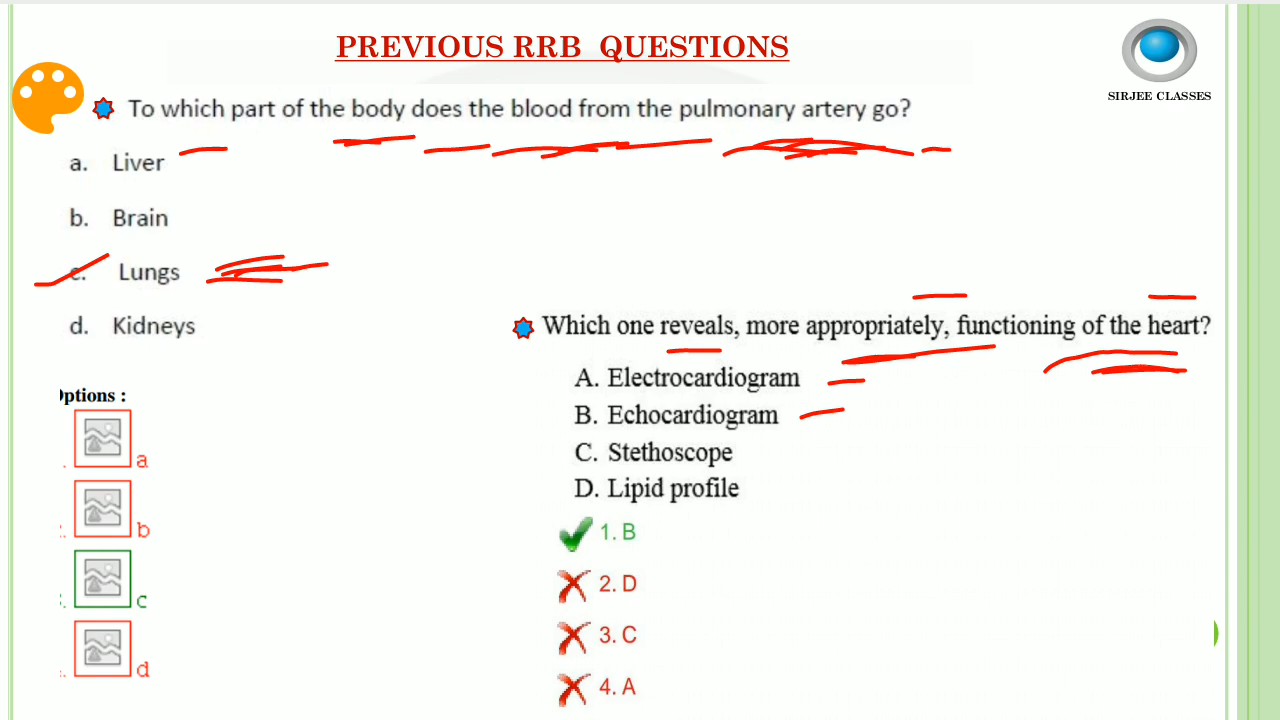 PREVIOUS RRB QUESTIONS
SIRJEE CLASSES
To which part of the body does the blood from the pulmonary artery go?
a. Liver
b. Brain
c. Lungs
d. Kidneys
Options :
a
b
c
d
Which one reveals, more appropriately, functioning of the heart?
A. Electrocardiogram
B. Echocardiogram
C. Stethoscope
D. Lipid profile
1. B
2. D
3. C
4. A